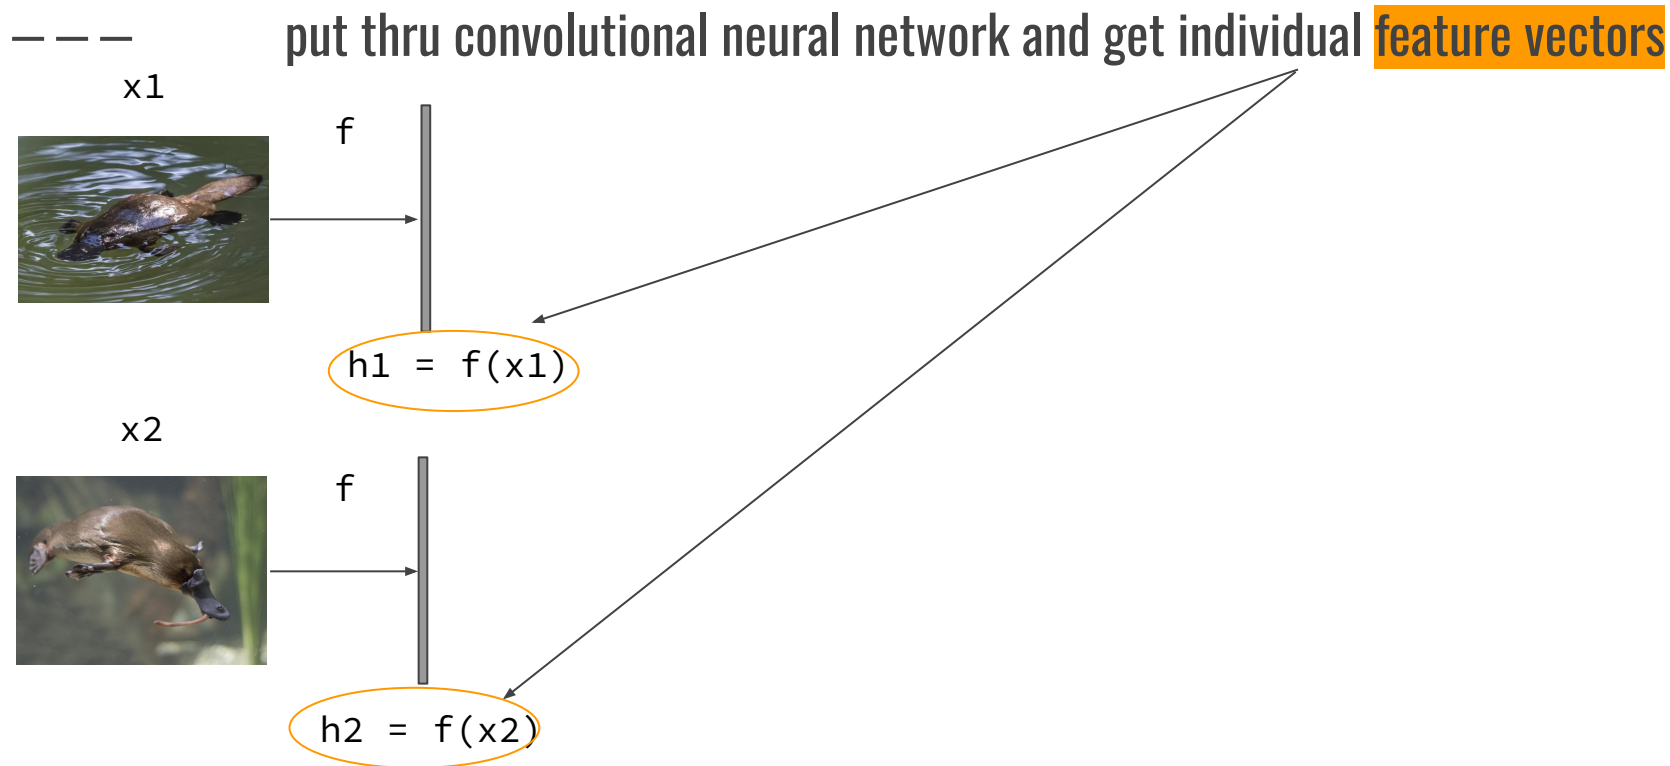 put thru convolutional neural network and get individual feature vectors
x1
f
h1 = f(x1)
x2
f
h2 = f(x2)